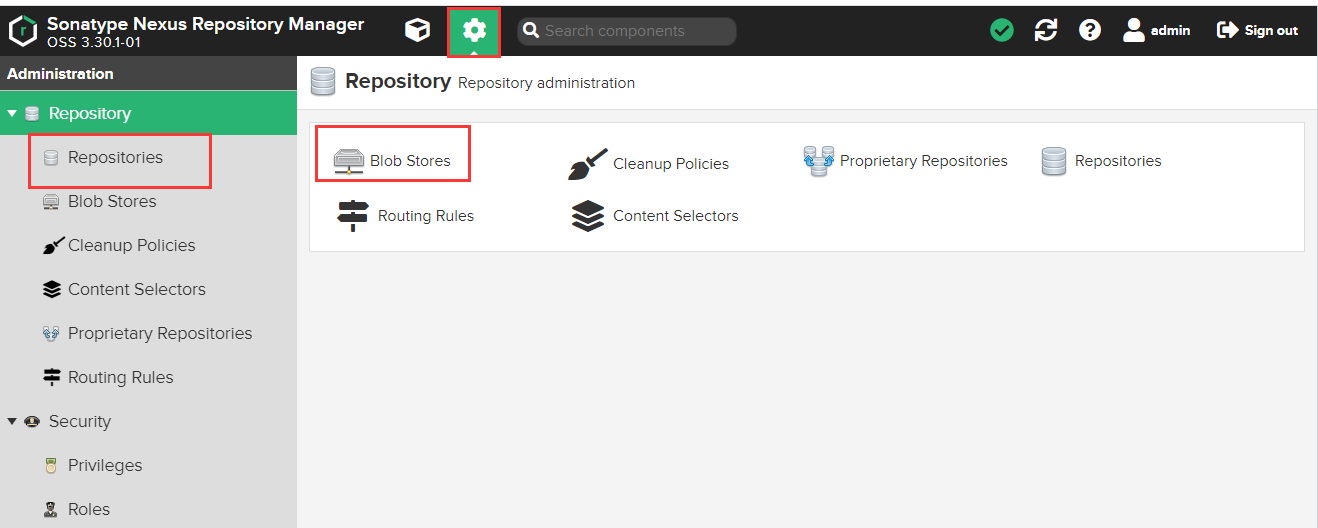 Sonatype Nexus Repository Manager
OSS 3.30.1-01
Search components
admin
Sign out
Administration
Repository
Repositories
Blob Stores
Cleanup Policies
Content Selectors
Proprietary Repositories
Routing Rules
Security
Privileges
Roles
Repository Repository administration
Blob Stores
Cleanup Policies
Proprietary Repositories
Repositories
Routing Rules
Content Selectors